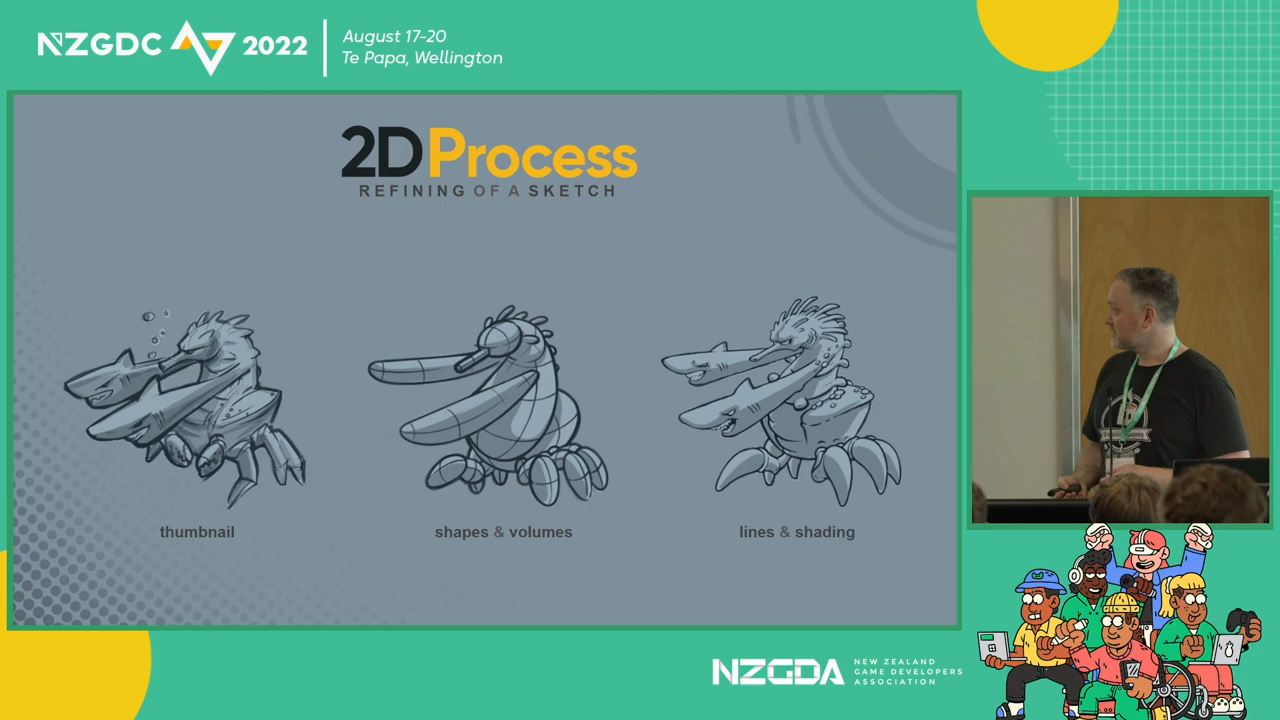 NZGDC 2022
August 17-20
Te Papa, Wellington
2D Process
REFINING OF A SKETCH
thumbnail
shapes & volumes
lines & shading
NZGDA
NEW ZEALAND
GAME DEVELOPERS
ASSOCIATION